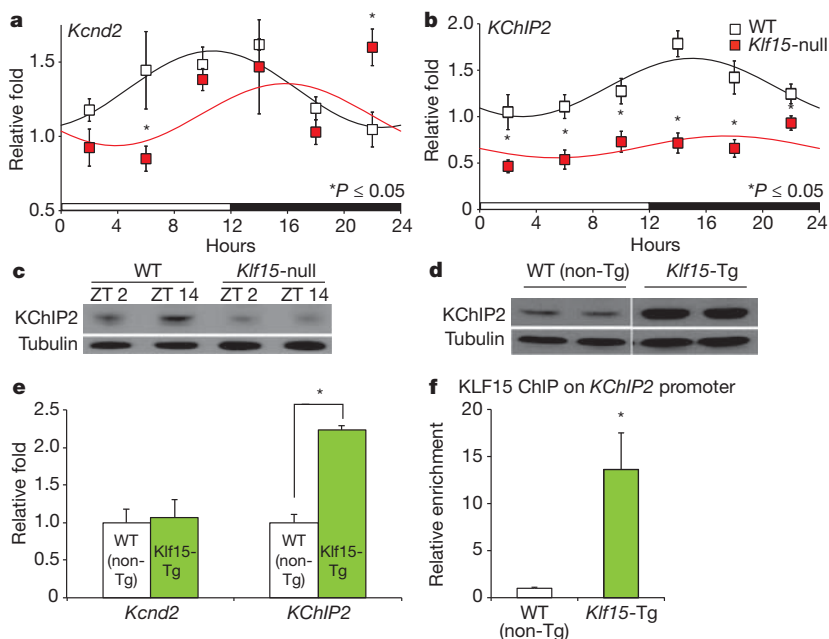 a
Kcnd2
*
1.5
1.0
0.5
Relative fold
*
*P ≤ 0.05
0 4 8 12 16 20 24
Hours
b
KChIP2
WT
Klf15-null
2.0
1.5
1.0
0.5
0
Relative fold
* * * * * *
*P ≤ 0.05
0 4 8 12 16 20 24
Hours
c
WT Klf15-null
ZT 2 ZT 14 ZT 2 ZT 14
KChIP2
Tubulin
d
WT (non-Tg) Klf15-Tg
KChIP2
Tubulin
e
2.5
2.0
1.5
1.0
0.5
0
Relative fold
*
WT
(non-
Tg)
Klf15-
Tg
WT
(non-
Tg)
Klf15-
Tg
Kcnd2 KChIP2
f KLF15 ChIP on KChIP2 promoter
20
15
10
5
0
Relative enrichment
*
WT
(non-Tg)
Klf15-Tg